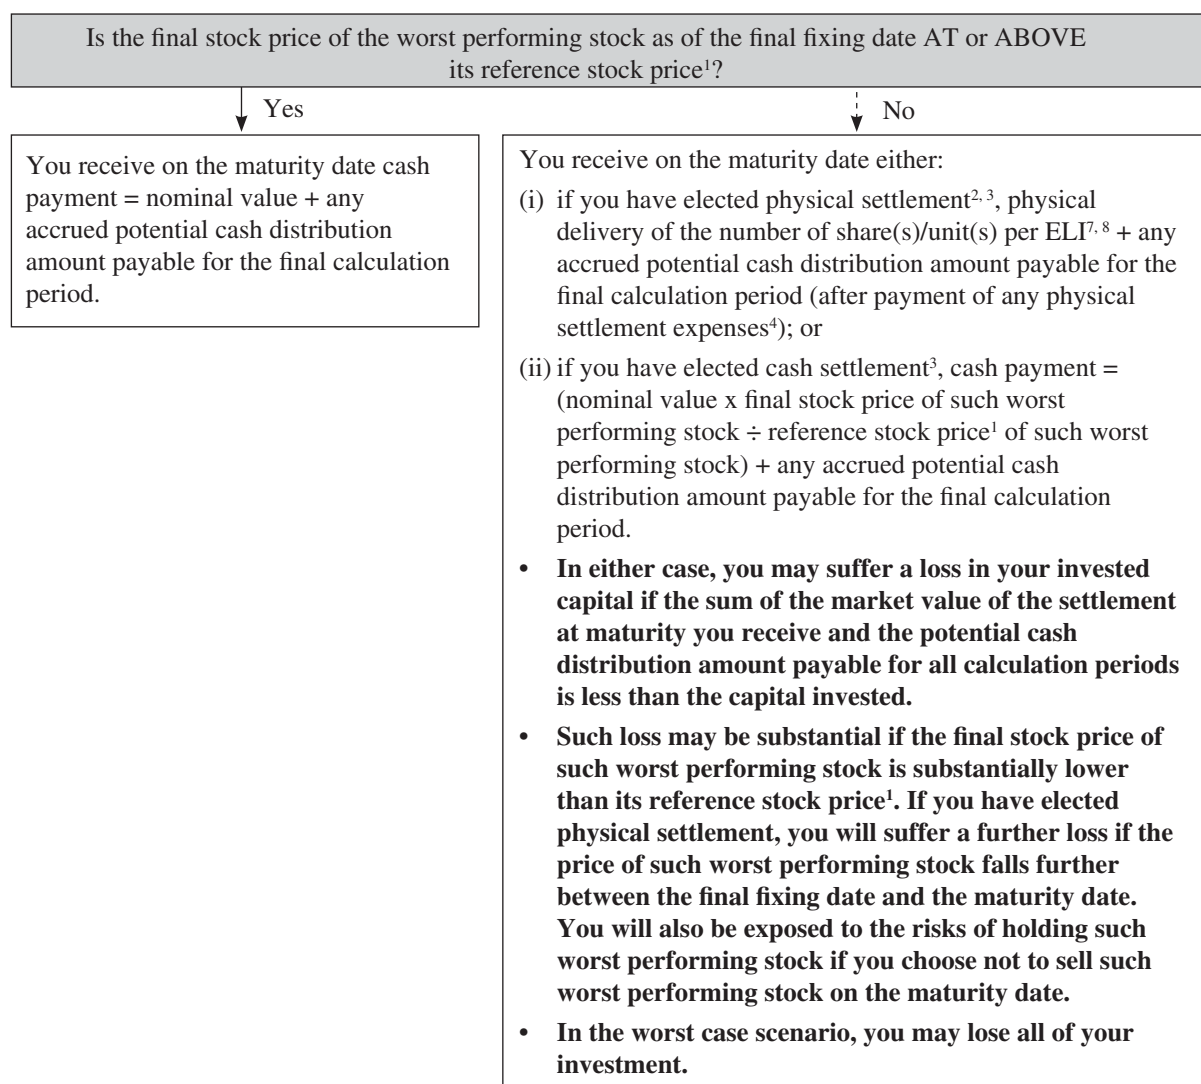 Is the final stock price of the worst performing stock as of the final fixing date AT or ABOVE
its reference stock price¹?
Yes
No
You receive on the maturity date cash
payment = nominal value + any
accrued potential cash distribution
amount payable for the final calculation
period.
You receive on the maturity date either:
(i) if you have elected physical settlement²,³, physical
delivery of the number of share(s)/unit(s) per ELI⁷,⁸ + any
accrued potential cash distribution amount payable for the
final calculation period (after payment of any physical
settlement expenses⁴); or
(ii) if you have elected cash settlement³, cash payment =
(nominal value x final stock price of such worst
performing stock ÷ reference stock price¹ of such worst
performing stock) + any accrued potential cash
distribution amount payable for the final calculation
period.
• In either case, you may suffer a loss in your invested
capital if the sum of the market value of the settlement
at maturity you receive and the potential cash
distribution amount payable for all calculation periods
is less than the capital invested.
• Such loss may be substantial if the final stock price of
such worst performing stock is substantially lower
than its reference stock price¹. If you have elected
physical settlement, you will suffer a further loss if the
price of such worst performing stock falls further
between the final fixing date and the maturity date.
You will also be exposed to the risks of holding such
worst performing stock if you choose not to sell such
worst performing stock on the maturity date.
• In the worst case scenario, you may lose all of your
investment.